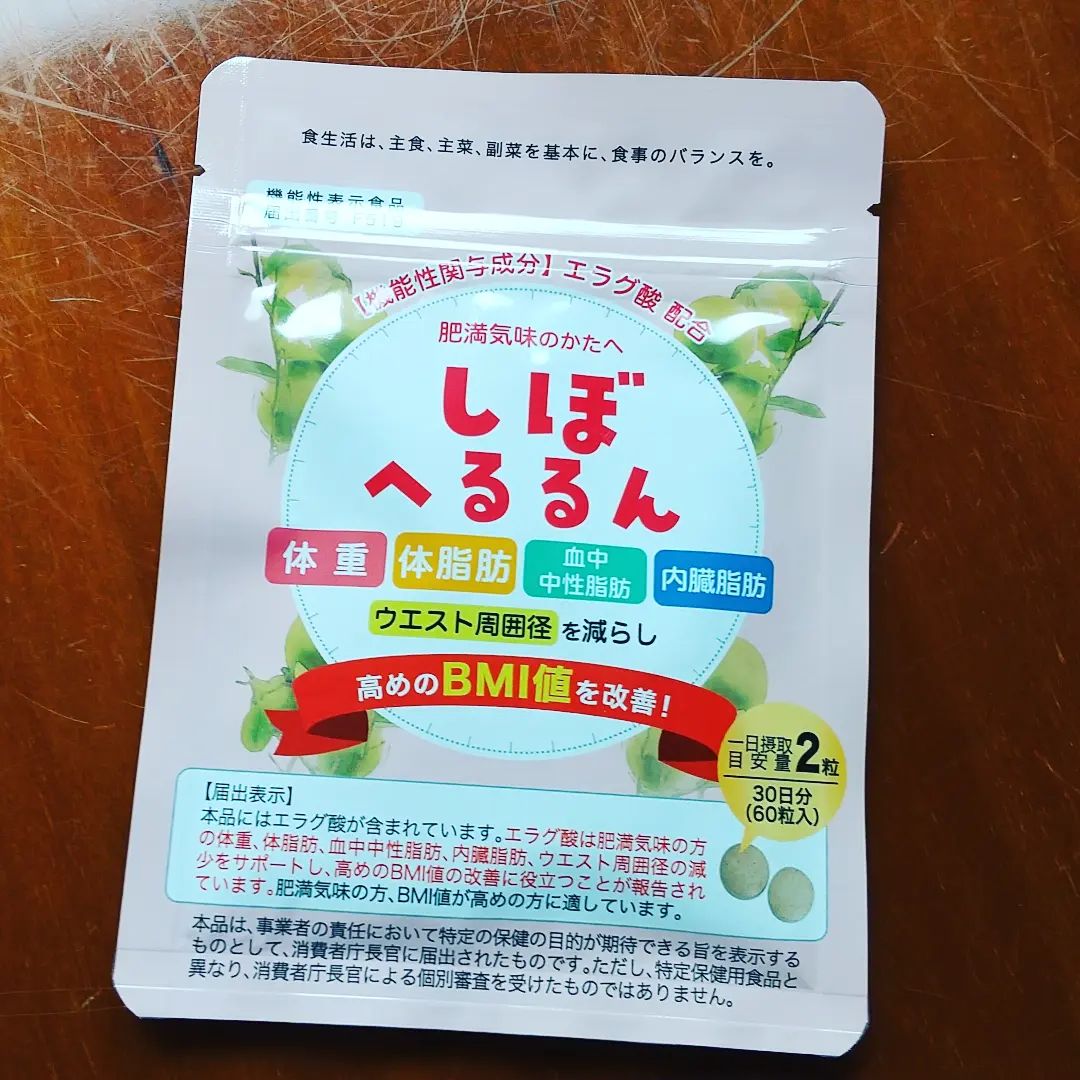 食生活は、主食、主菜、副菜を基本に、食事のバランスを。
機能性表示食品
届出番号
【機能性関与成分】エラグ酸 配合
肥満気味のかたへ
しぼ
へるるん
体重
体脂肪
血中
中性脂肪
内臓脂肪
ウエスト周囲径を減らし
高めのBMI値を改善!
一日摂取
目安量2粒
30日分
(60粒入)
【届出表示】
本品にはエラグ酸が含まれています。エラグ酸は肥満気味の方
の体重、体脂肪、血中中性脂肪、内臓脂肪、ウエスト周囲径の減
少をサポートし、高めのBMI値の改善に役立つことが報告され
ています。肥満気味の方、BMI値が高めの方に適しています。
本品は、事業者の責任において特定の保健の目的が期待できる旨を表示する
ものとして、消費者庁長官に届出されたものです。ただし、特定保健用食品と
異なり、消費者庁長官による個別審査を受けたものではありません。